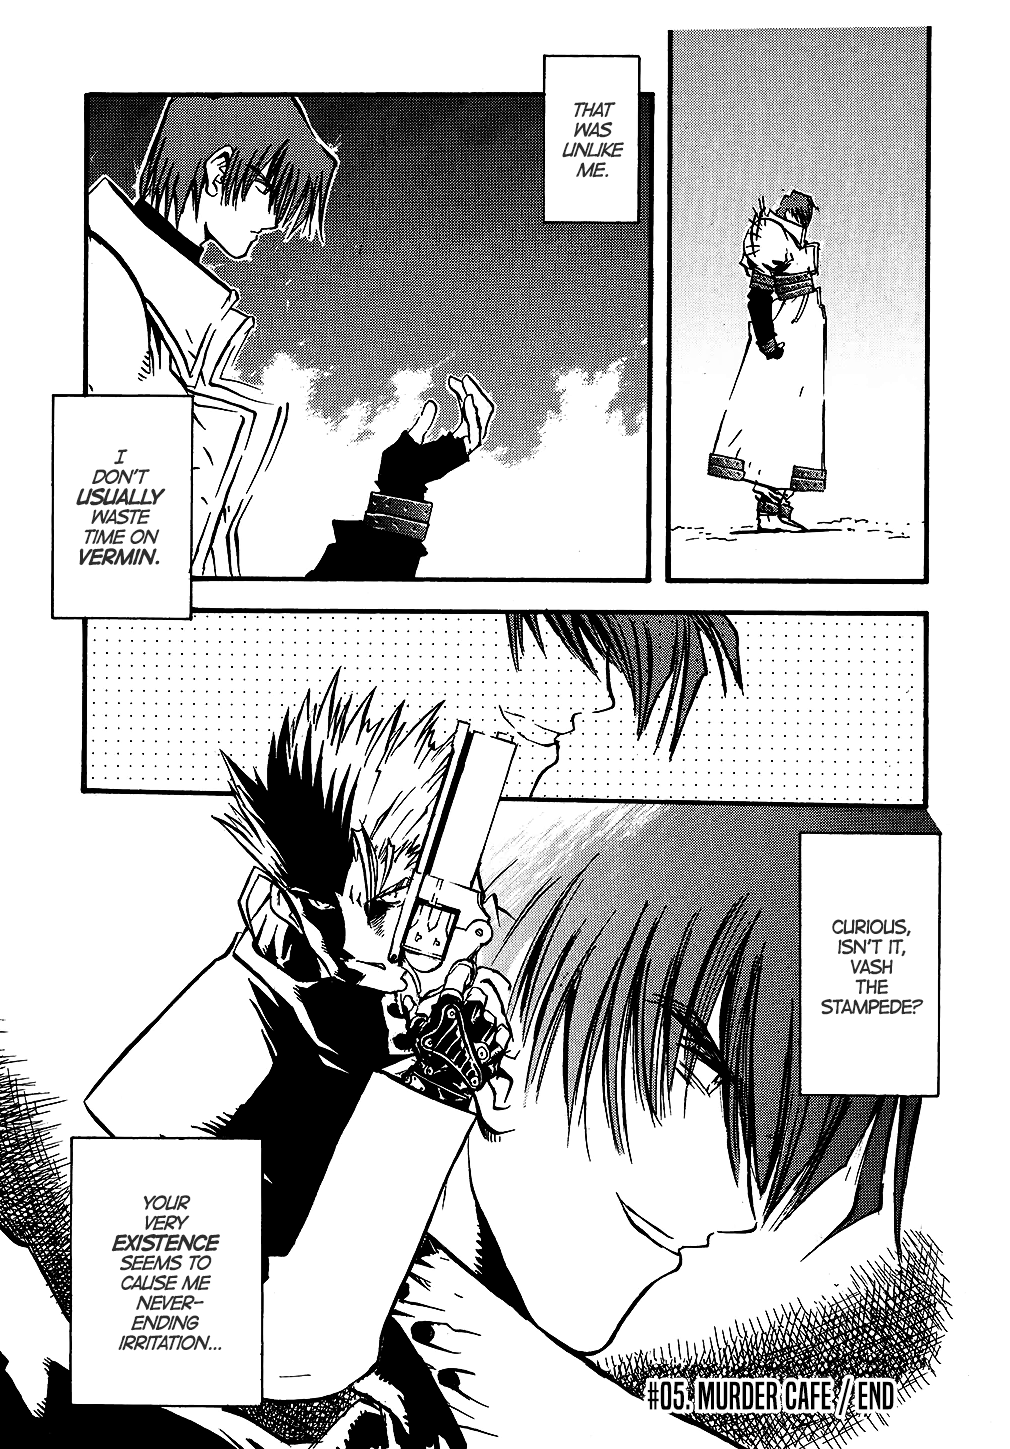 THAT
WAS
UNLIKE
ME.
I
DON'T
USUALLY
WASTE
TIME ON
VERMIN.
CURIOUS,
ISN'T IT,
VASH
THE
STAMPEDE?
YOUR
VERY
EXISTENCE
SEEMS TO
CAUSE ME
NEVER-
ENDING
IRRITATION...
#05. MURDER CAFE / END